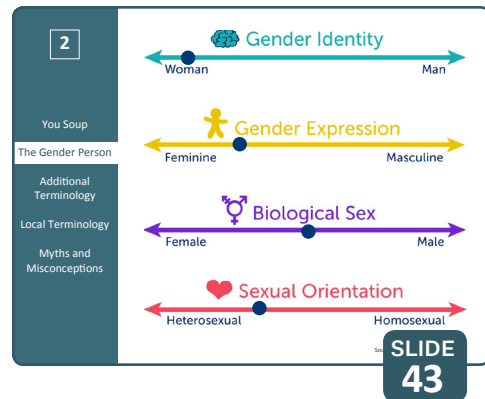 2
You Soup
The Gender Person
Additional
Terminology
Local Terminology
Myths and
Misconceptions
Gender Identity
Woman Man
Gender Expression
Feminine Masculine
Biological Sex
Female Male
Sexual Orientation
Heterosexual Homosexual
SLIDE
43